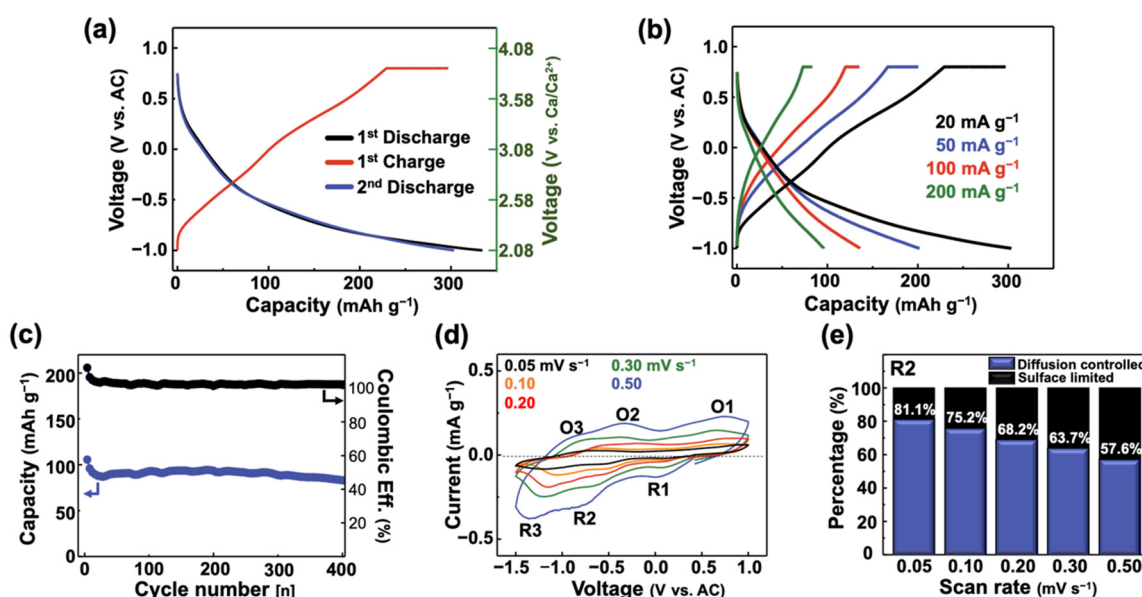 (a)
Voltage (V vs. AC)
1.0
0.5
0.0
−0.5
−1.0
4.08
3.58
3.08
2.58
2.08
Voltage (V vs. Ca/Ca²⁺)
1st Discharge
1st Charge
2nd Discharge
0 100 200 300
Capacity (mAh g⁻¹)
(b)
Voltage (V vs. AC)
1.0
0.5
0.0
−0.5
−1.0
20 mA g⁻¹
50 mA g⁻¹
100 mA g⁻¹
200 mA g⁻¹
0 100 200 300
Capacity (mAh g⁻¹)
(c)
Capacity (mAh g⁻¹)
200
150
100
50
0
100
80
60
40
20
Coulombic Eff. (%)
0 100 200 300 400
Cycle number [n]
(d)
Current (mA g⁻¹)
0.5
0.0
−0.5
0.05 mV s⁻¹ 0.30 mV s⁻¹
0.10 0.50
0.20
O3 O2 O1
R3 R2 R1
−1.5 −1.0 −0.5 0.0 0.5 1.0
Voltage (V vs. AC)
(e)
R2
Diffusion controlled
Sulface limited
Percentage (%)
100
80
60
40
20
0
81.1% 75.2% 68.2% 63.7% 57.6%
0.05 0.10 0.20 0.30 0.50
Scan rate (mV s⁻¹)